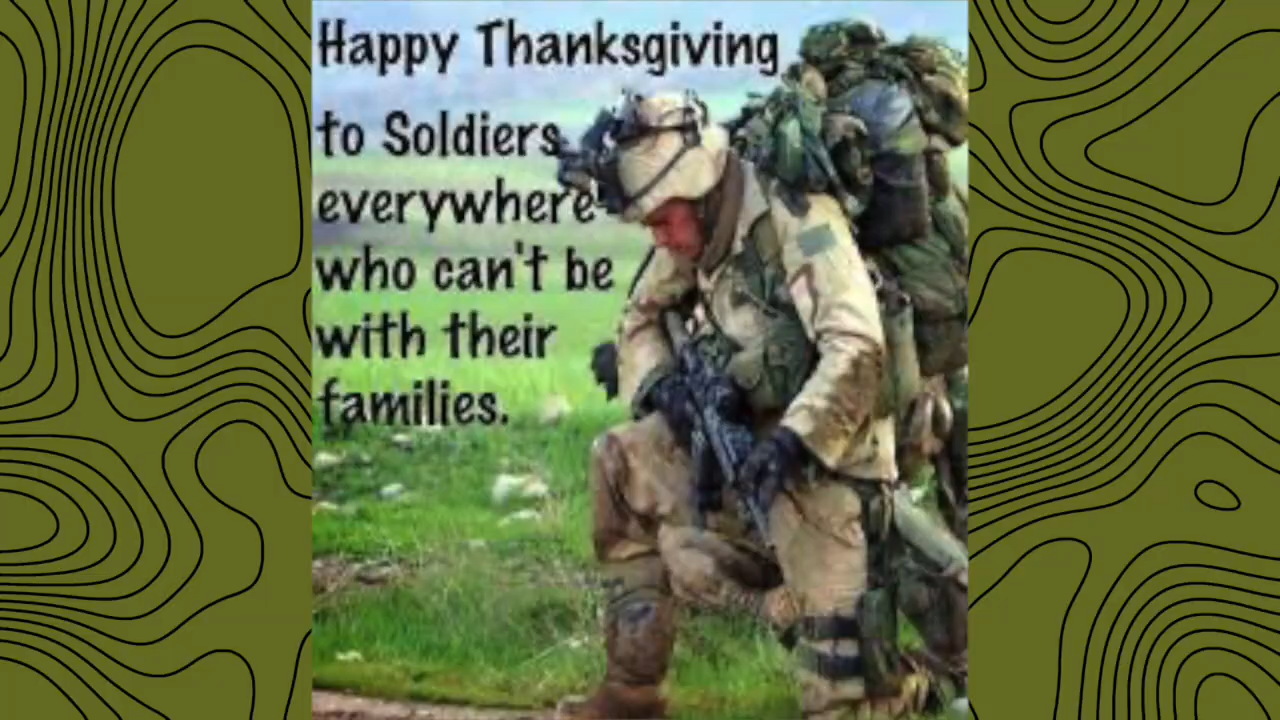 Happy Thanksgiving
to Soldiers
everywhere
who can't be
with their
families.